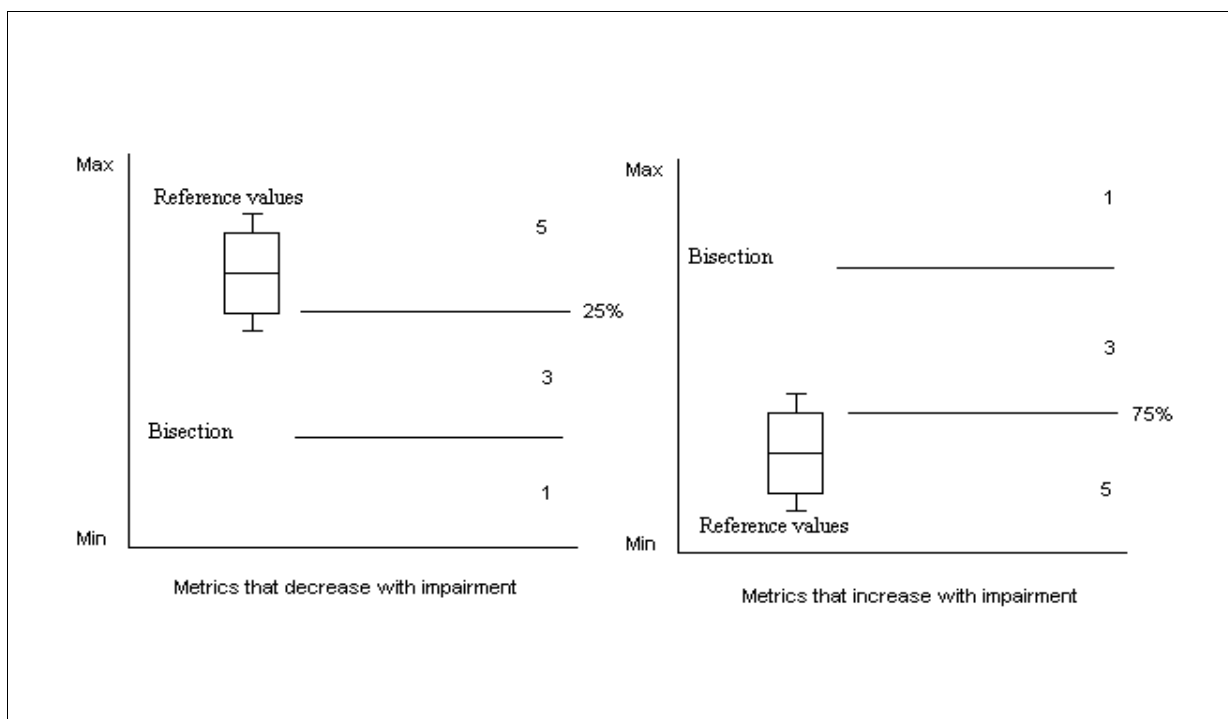 Max
Reference values
5
25%
3
Bisection
1
Min
Metrics that decrease with impairment
Max
1
Bisection
3
75%
5
Reference values
Min
Metrics that increase with impairment